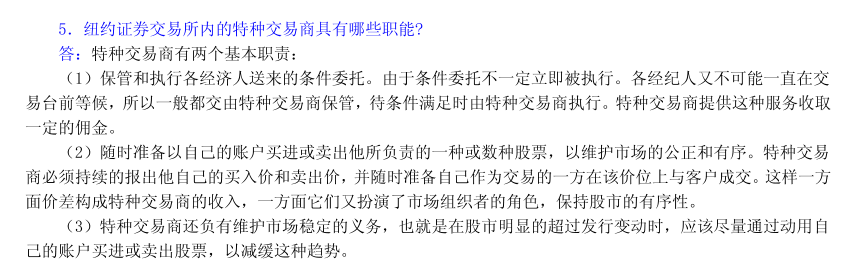 5．纽约证券交易所内的特种交易商具有哪些职能?
答：特种交易商有两个基本职责：
（1）保管和执行各经济人送来的条件委托。由于条件委托不一定立即被执行。各经纪人又不可能一直在交
易台前等候，所以一般都交由特种交易商保管，待条件满足时由特种交易商执行。特种交易商提供这种服务收取
一定的佣金。
（2）随时准备以自己的账户买进或卖出他所负责的一种或数种股票，以维护市场的公正和有序。特种交易
商必须持续的报出他自己的买入价和卖出价，并随时准备自己作为交易的一方在该价位上与客户成交。这样一方
面价差构成特种交易商的收入，一方面它们又扮演了市场组织者的角色，保持股市的有序性。
（3）特种交易商还负有维护市场稳定的义务，也就是在股市明显的超过发行变动时，应该尽量通过动用自
己的账户买进或卖出股票，以减缓这种趋势。